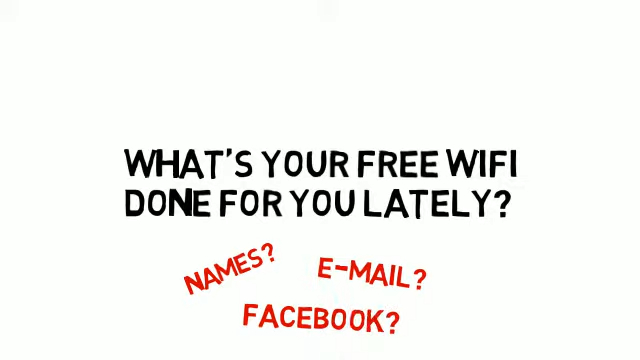 WHAT'S YOUR FREE WIFI
DONE FOR YOU LATELY?
NAMES?
E-MAIL?
FACEBOOK?